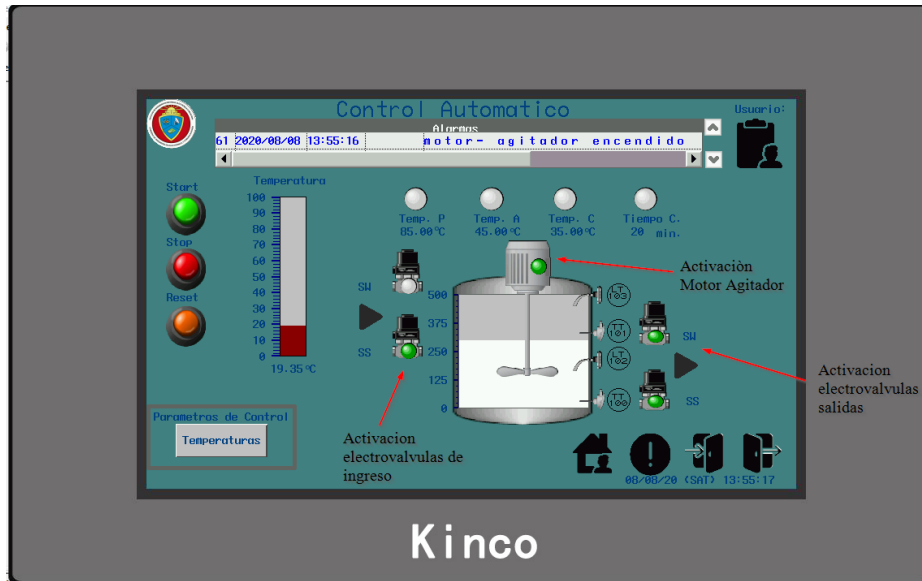 Control Automatico
Usuario:
Alarmas
61 2020/08/08 13:55:16 motor- agitador encendido
Start
Temperatura
100
90
80
70
60
50
40
30
20
10
0
19.35 ºC
Stop
Reset
Temp. P
85.00ºC
Temp. A
45.00ºC
Temp. C
35.00ºC
Tiempo C.
20 min.
Activaciòn
Motor Agitador
SW
SS
500
375
250
125
0
LT
103
TT
101
LT
102
TT
100
SW
SS
Activacion
electrovalvulas
salidas
Parametros de Control
Temperaturas
Activacion
electrovalvulas de
ingreso
08/08/20 (SAT) 13:55:17
Kinco